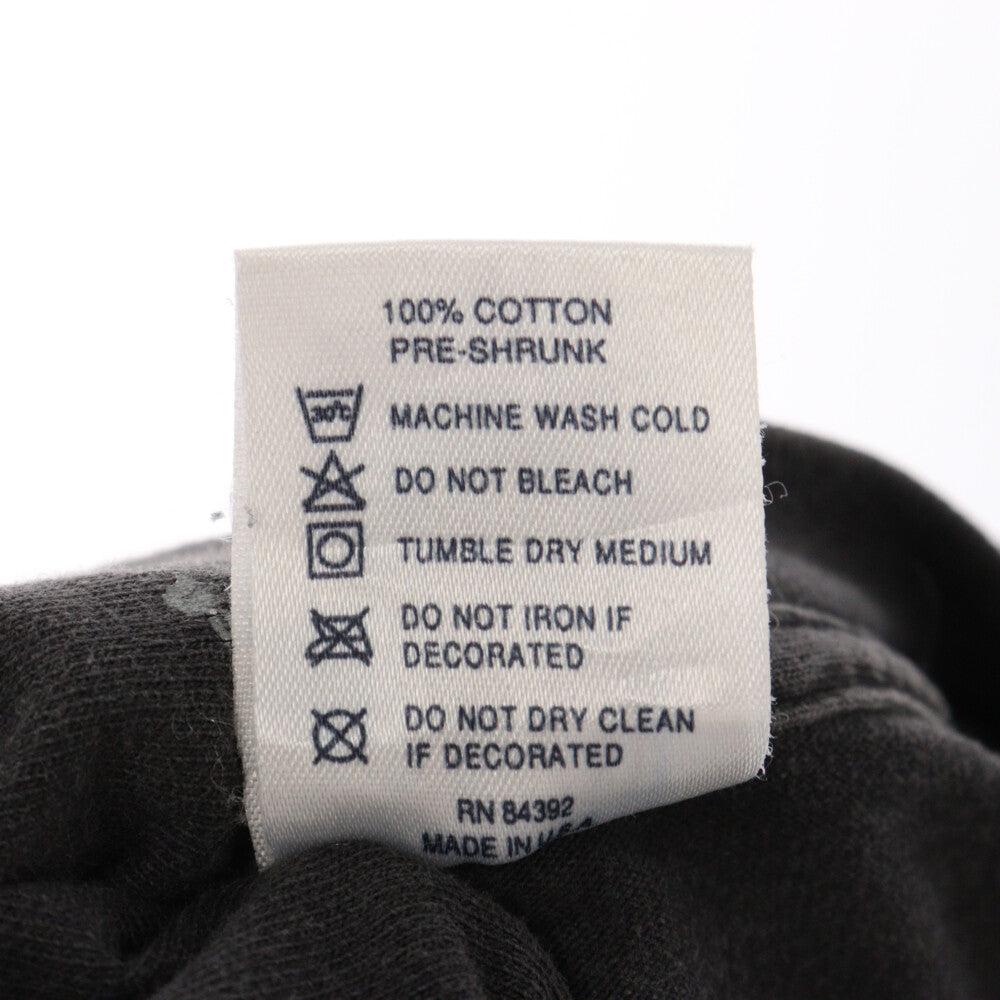 100% COTTON
PRE-SHRUNK
30°C
MACHINE WASH COLD
DO NOT BLEACH
TUMBLE DRY MEDIUM
DO NOT IRON IF
DECORATED
DO NOT DRY CLEAN
IF DECORATED
RN 84392
MADE IN U.S.A